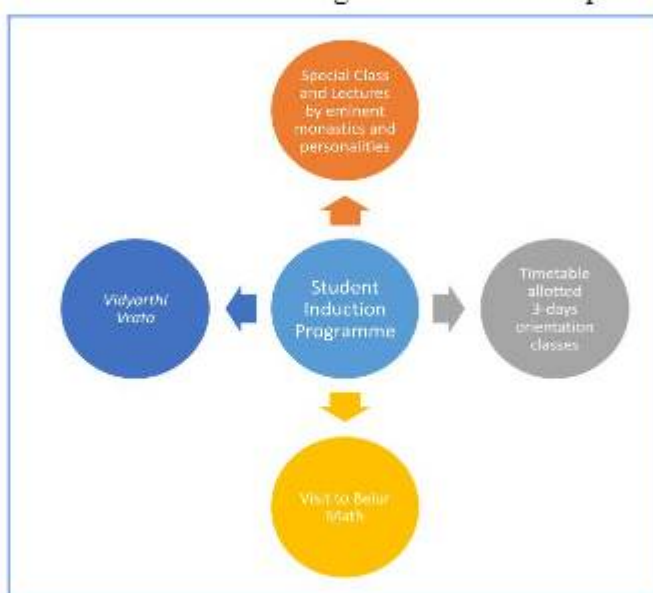 Special Class
and Lectures
by eminent
monastics and
personalities
Vidyarthi
Vrata
Student
Induction
Programme
Timetable
allotted
3-days
orientation
classes
Visit to Belur
Math